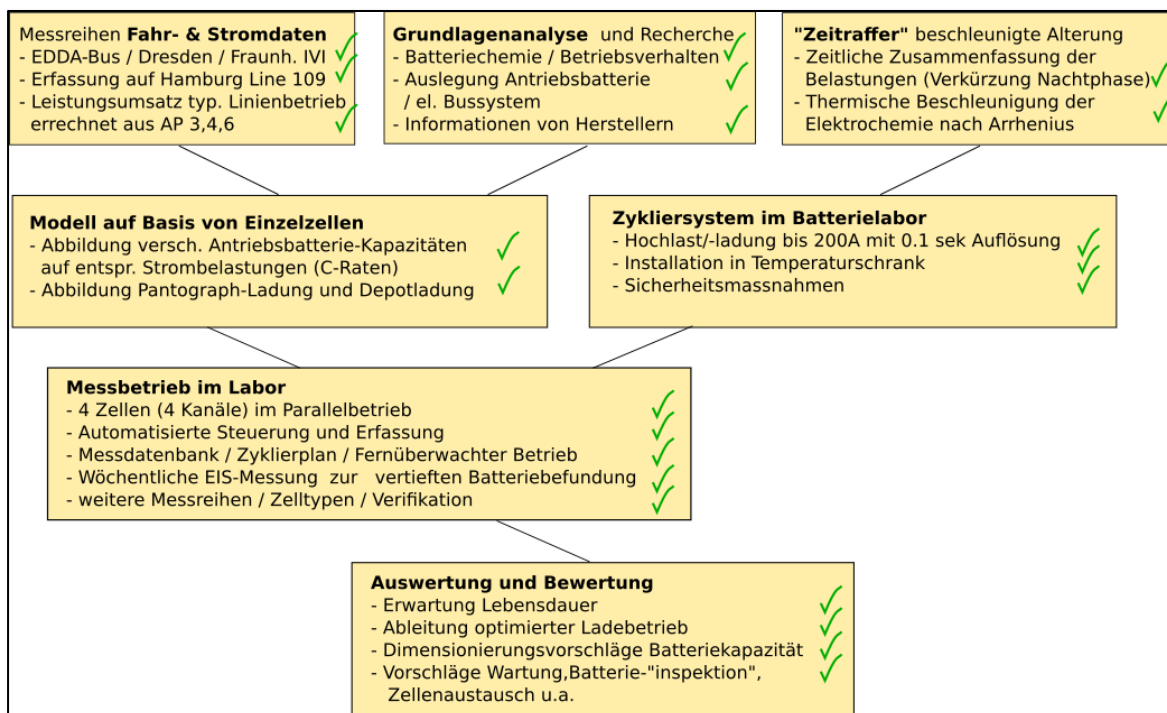 Messreihen Fahr- & Stromdaten
- EDDA-Bus / Dresden / Fraunh. IVI
- Erfassung auf Hamburg Line 109
- Leistungsumsatz typ. Linienbetrieb
errechnet aus AP 3,4,6
Grundlagenanalyse und Recherche
- Batteriechemie / Betriebsverhalten
- Auslegung Antriebsbatterie
/ el. Bussystem
- Informationen von Herstellern
"Zeitraffer" beschleunigte Alterung
- Zeitliche Zusammenfassung der
Belastungen (Verkürzung Nachtphase)
- Thermische Beschleunigung der
Elektrochemie nach Arrhenius
Modell auf Basis von Einzelzellen
- Abbildung versch. Antriebsbatterie-Kapazitäten
auf entspr. Strombelastungen (C-Raten)
- Abbildung Pantograph-Ladung und Depotladung
Zykliersystem im Batterielabor
- Hochlast/-ladung bis 200A mit 0.1 sek Auflösung
- Installation in Temperaturschrank
- Sicherheitsmassnahmen
Messbetrieb im Labor
- 4 Zellen (4 Kanäle) im Parallelbetrieb
- Automatisierte Steuerung und Erfassung
- Messdatenbank / Zyklierplan / Fernüberwachter Betrieb
- Wöchentliche EIS-Messung zur vertieften Batteriebefundung
- weitere Messreihen / Zelltypen / Verifikation
Auswertung und Bewertung
- Erwartung Lebensdauer
- Ableitung optimierter Ladebetrieb
- Dimensionierungsvorschläge Batteriekapazität
- Vorschläge Wartung,Batterie-"inspektion",
Zellenaustausch u.a.